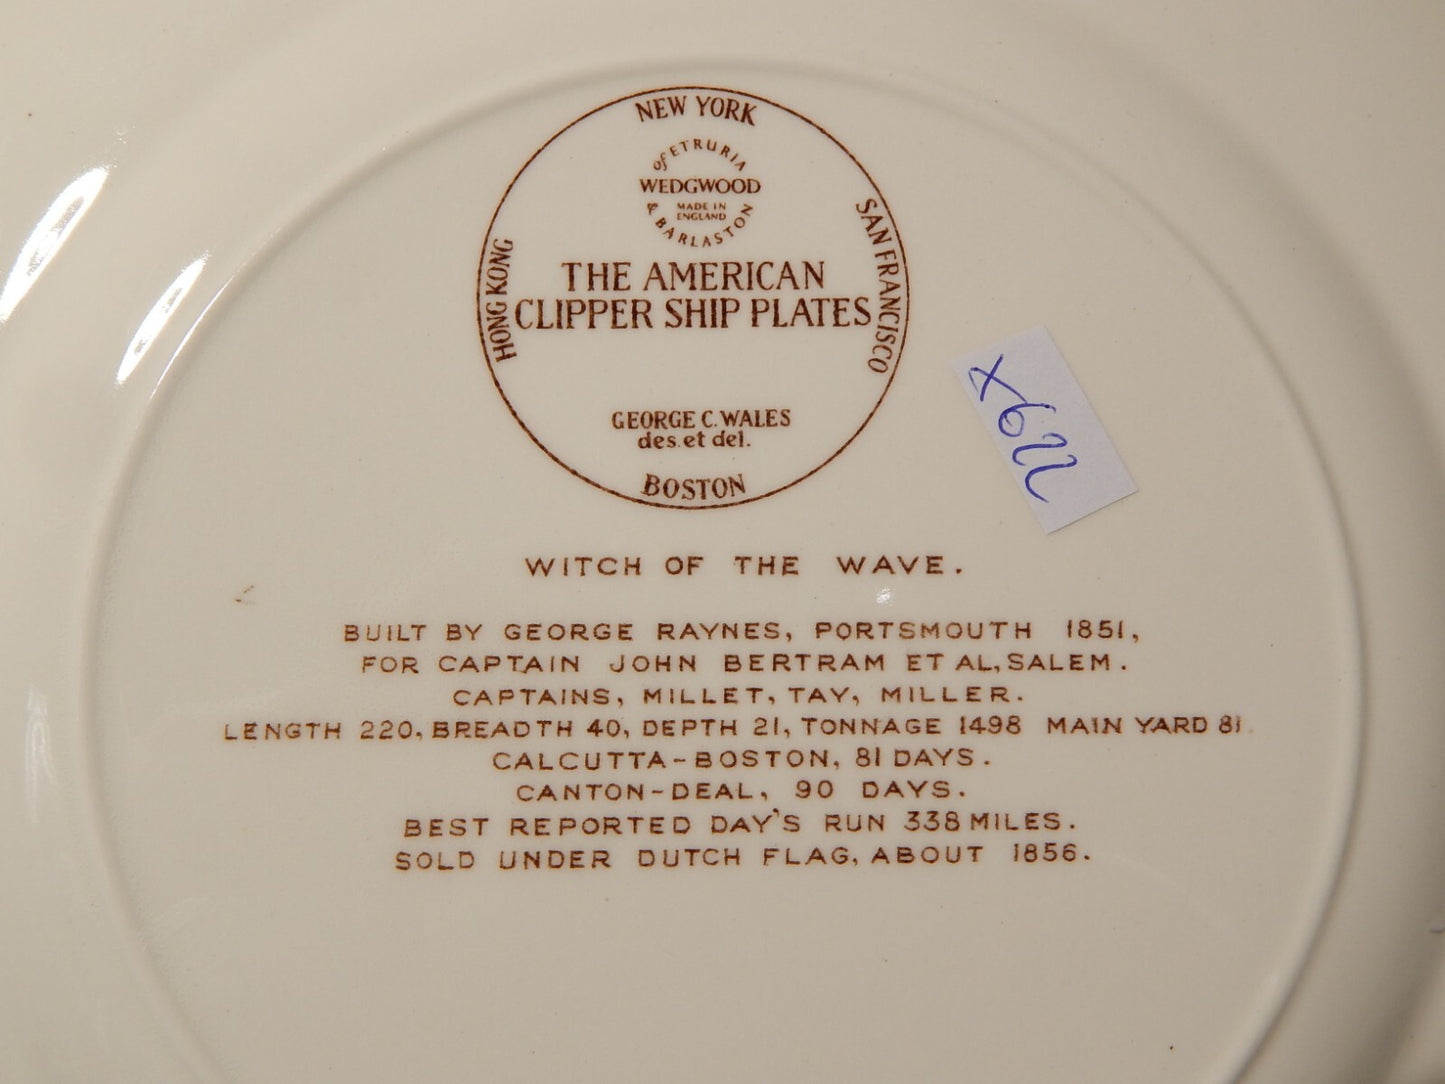 NEW YORK
of ETRURIA
WEDGWOOD
MADE IN
ENGLAND
& BARLASTON
HONG KONG
SAN FRANCISCO
THE AMERICAN
CLIPPER SHIP PLATES
GEORGE C. WALES
des. et del.
BOSTON
x622
WITCH OF THE WAVE.
BUILT BY GEORGE RAYNES, PORTSMOUTH 1851,
FOR CAPTAIN JOHN BERTRAM ET AL, SALEM.
CAPTAINS, MILLET, TAY, MILLER.
LENGTH 220, BREADTH 40, DEPTH 21, TONNAGE 1498 MAIN YARD 81.
CALCUTTA-BOSTON, 81 DAYS.
CANTON-DEAL, 90 DAYS.
BEST REPORTED DAY'S RUN 338 MILES.
SOLD UNDER DUTCH FLAG, ABOUT 1856.